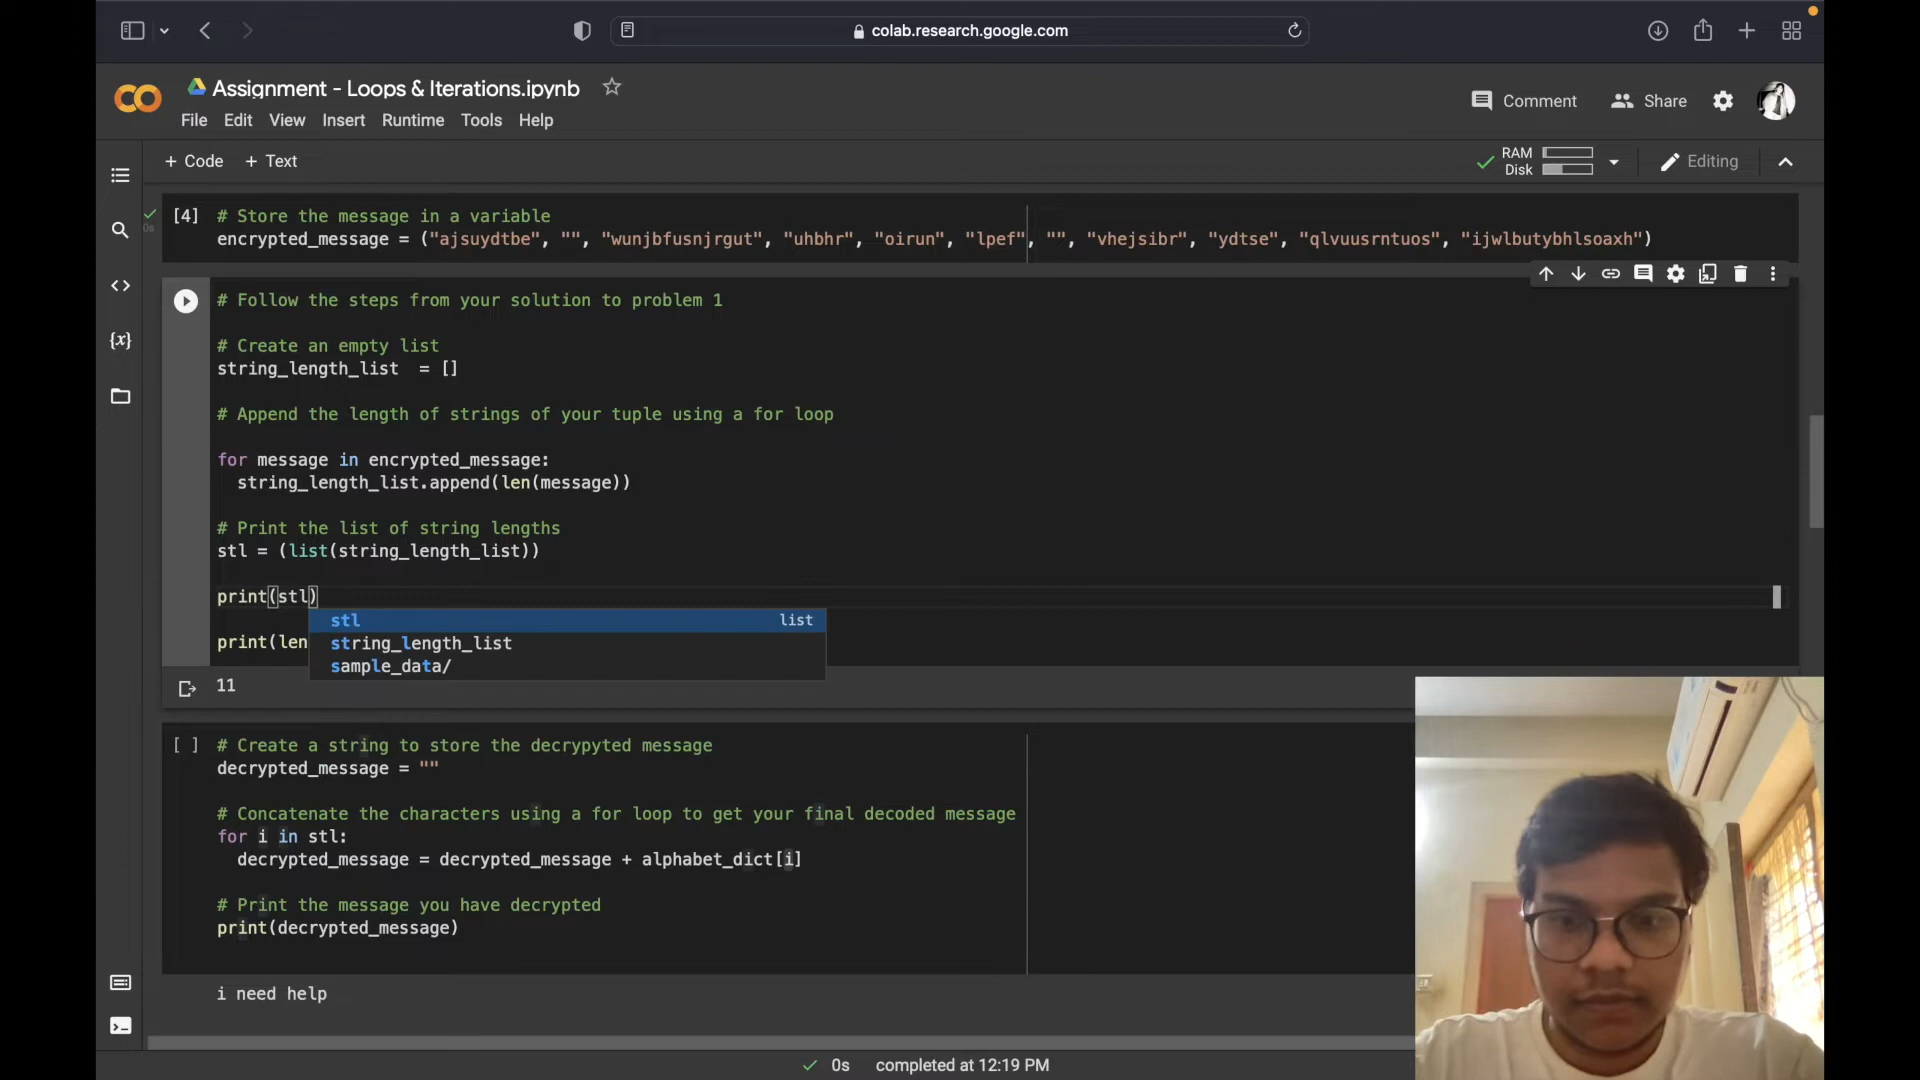 colab.research.google.com
Assignment - Loops & Iterations.ipynb
Comment
Share
File Edit View Insert Runtime Tools Help
+ Code + Text
RAM
Disk
Editing
[4] # Store the message in a variable
0s
encrypted_message = ("ajsuydtbe", "", "wunjbfusnjrgut", "uhbhr", "oirun", "lpef", "", "vhejsibr", "ydtse", "qlvuusrntuos", "ijwlbutybhlsoaxh")
# Follow the steps from your solution to problem 1
# Create an empty list
string_length_list = []
# Append the length of strings of your tuple using a for loop
for message in encrypted_message:
string_length_list.append(len(message))
# Print the list of string lengths
stl = (list(string_length_list))
print(stl)
stl list
string_length_list
print(len
sample_data/
11
[ ] # Create a string to store the decrypyted message
decrypted_message = ""
# Concatenate the characters using a for loop to get your final decoded message
for i in stl:
decrypted_message = decrypted_message + alphabet_dict[i]
# Print the message you have decrypted
print(decrypted_message)
i need help
0s completed at 12:19 PM